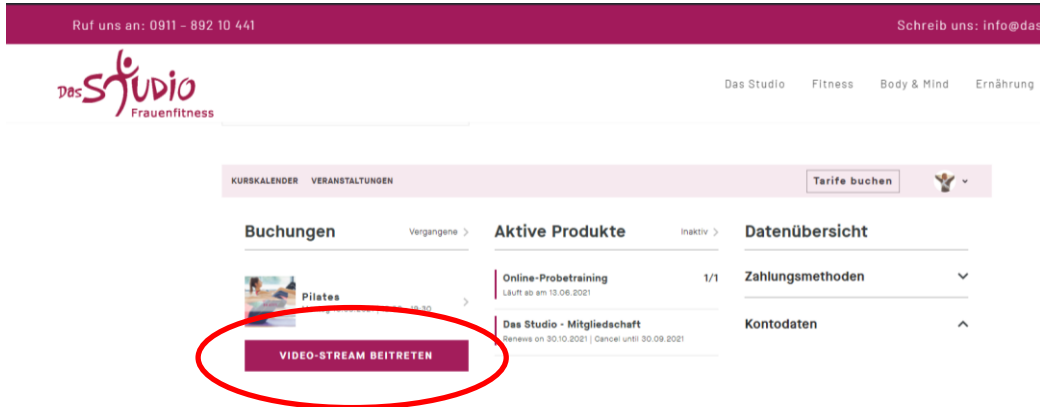 Ruf uns an: 0911 – 892 10 441
Schreib uns: info@das
Das STUDIO
Frauenfitness
Das Studio Fitness Body & Mind Ernährung
KURSKALENDER VERANSTALTUNGEN
Tarife buchen
Buchungen
Vergangene
Pilates
VIDEO-STREAM BEITRETEN
Aktive Produkte
Inaktiv
Online-Probetraining 1/1
Läuft ab am 13.06.2021
Das Studio - Mitgliedschaft
Renews on 30.10.2021 | Cancel until 30.09.2021
Datenübersicht
Zahlungsmethoden
Kontodaten